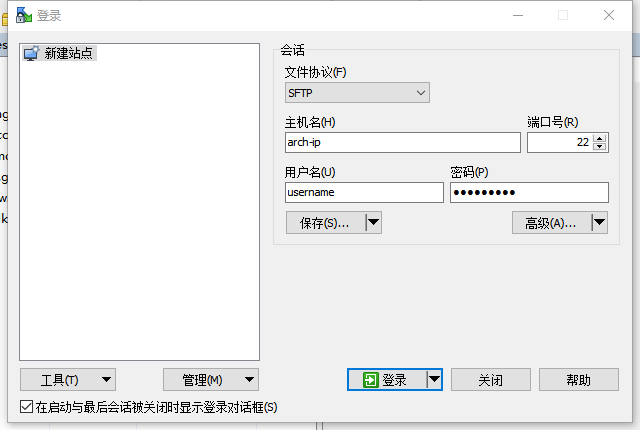 登录
新建站点
会话
文件协议(F)
SFTP
主机名(H)
端口号(R)
arch-ip
22
用户名(U)
密码(P)
username
保存(S)...
高级(A)...
工具(T)
管理(M)
登录
关闭
帮助
在启动与最后会话被关闭时显示登录对话框(S)